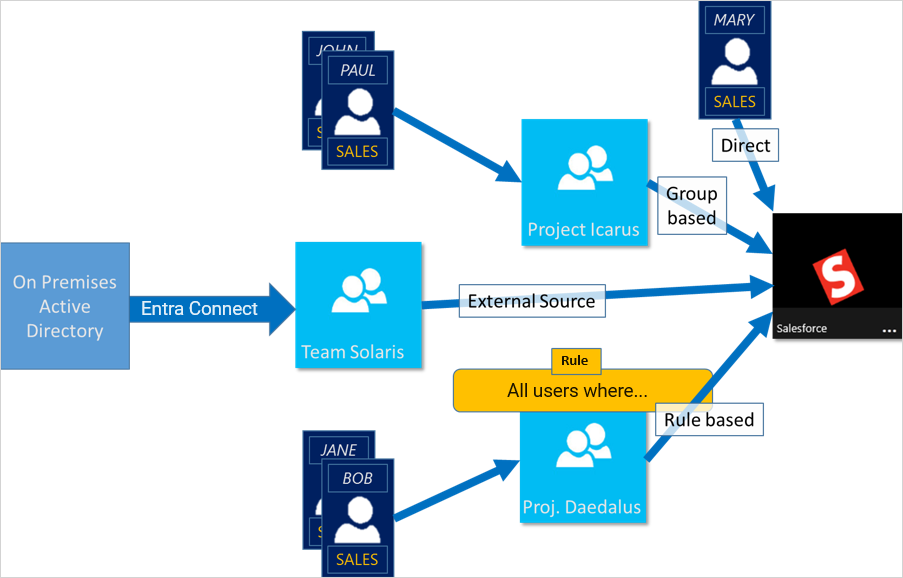 MARY
SALES
JOHN
PAUL
SALES
Direct
Group
based
Project Icarus
On Premises
Active
Directory
Entra Connect
Team Solaris
External Source
S
Salesforce
...
Rule
All users where...
Rule based
JANE
BOB
SALES
Proj. Daedalus